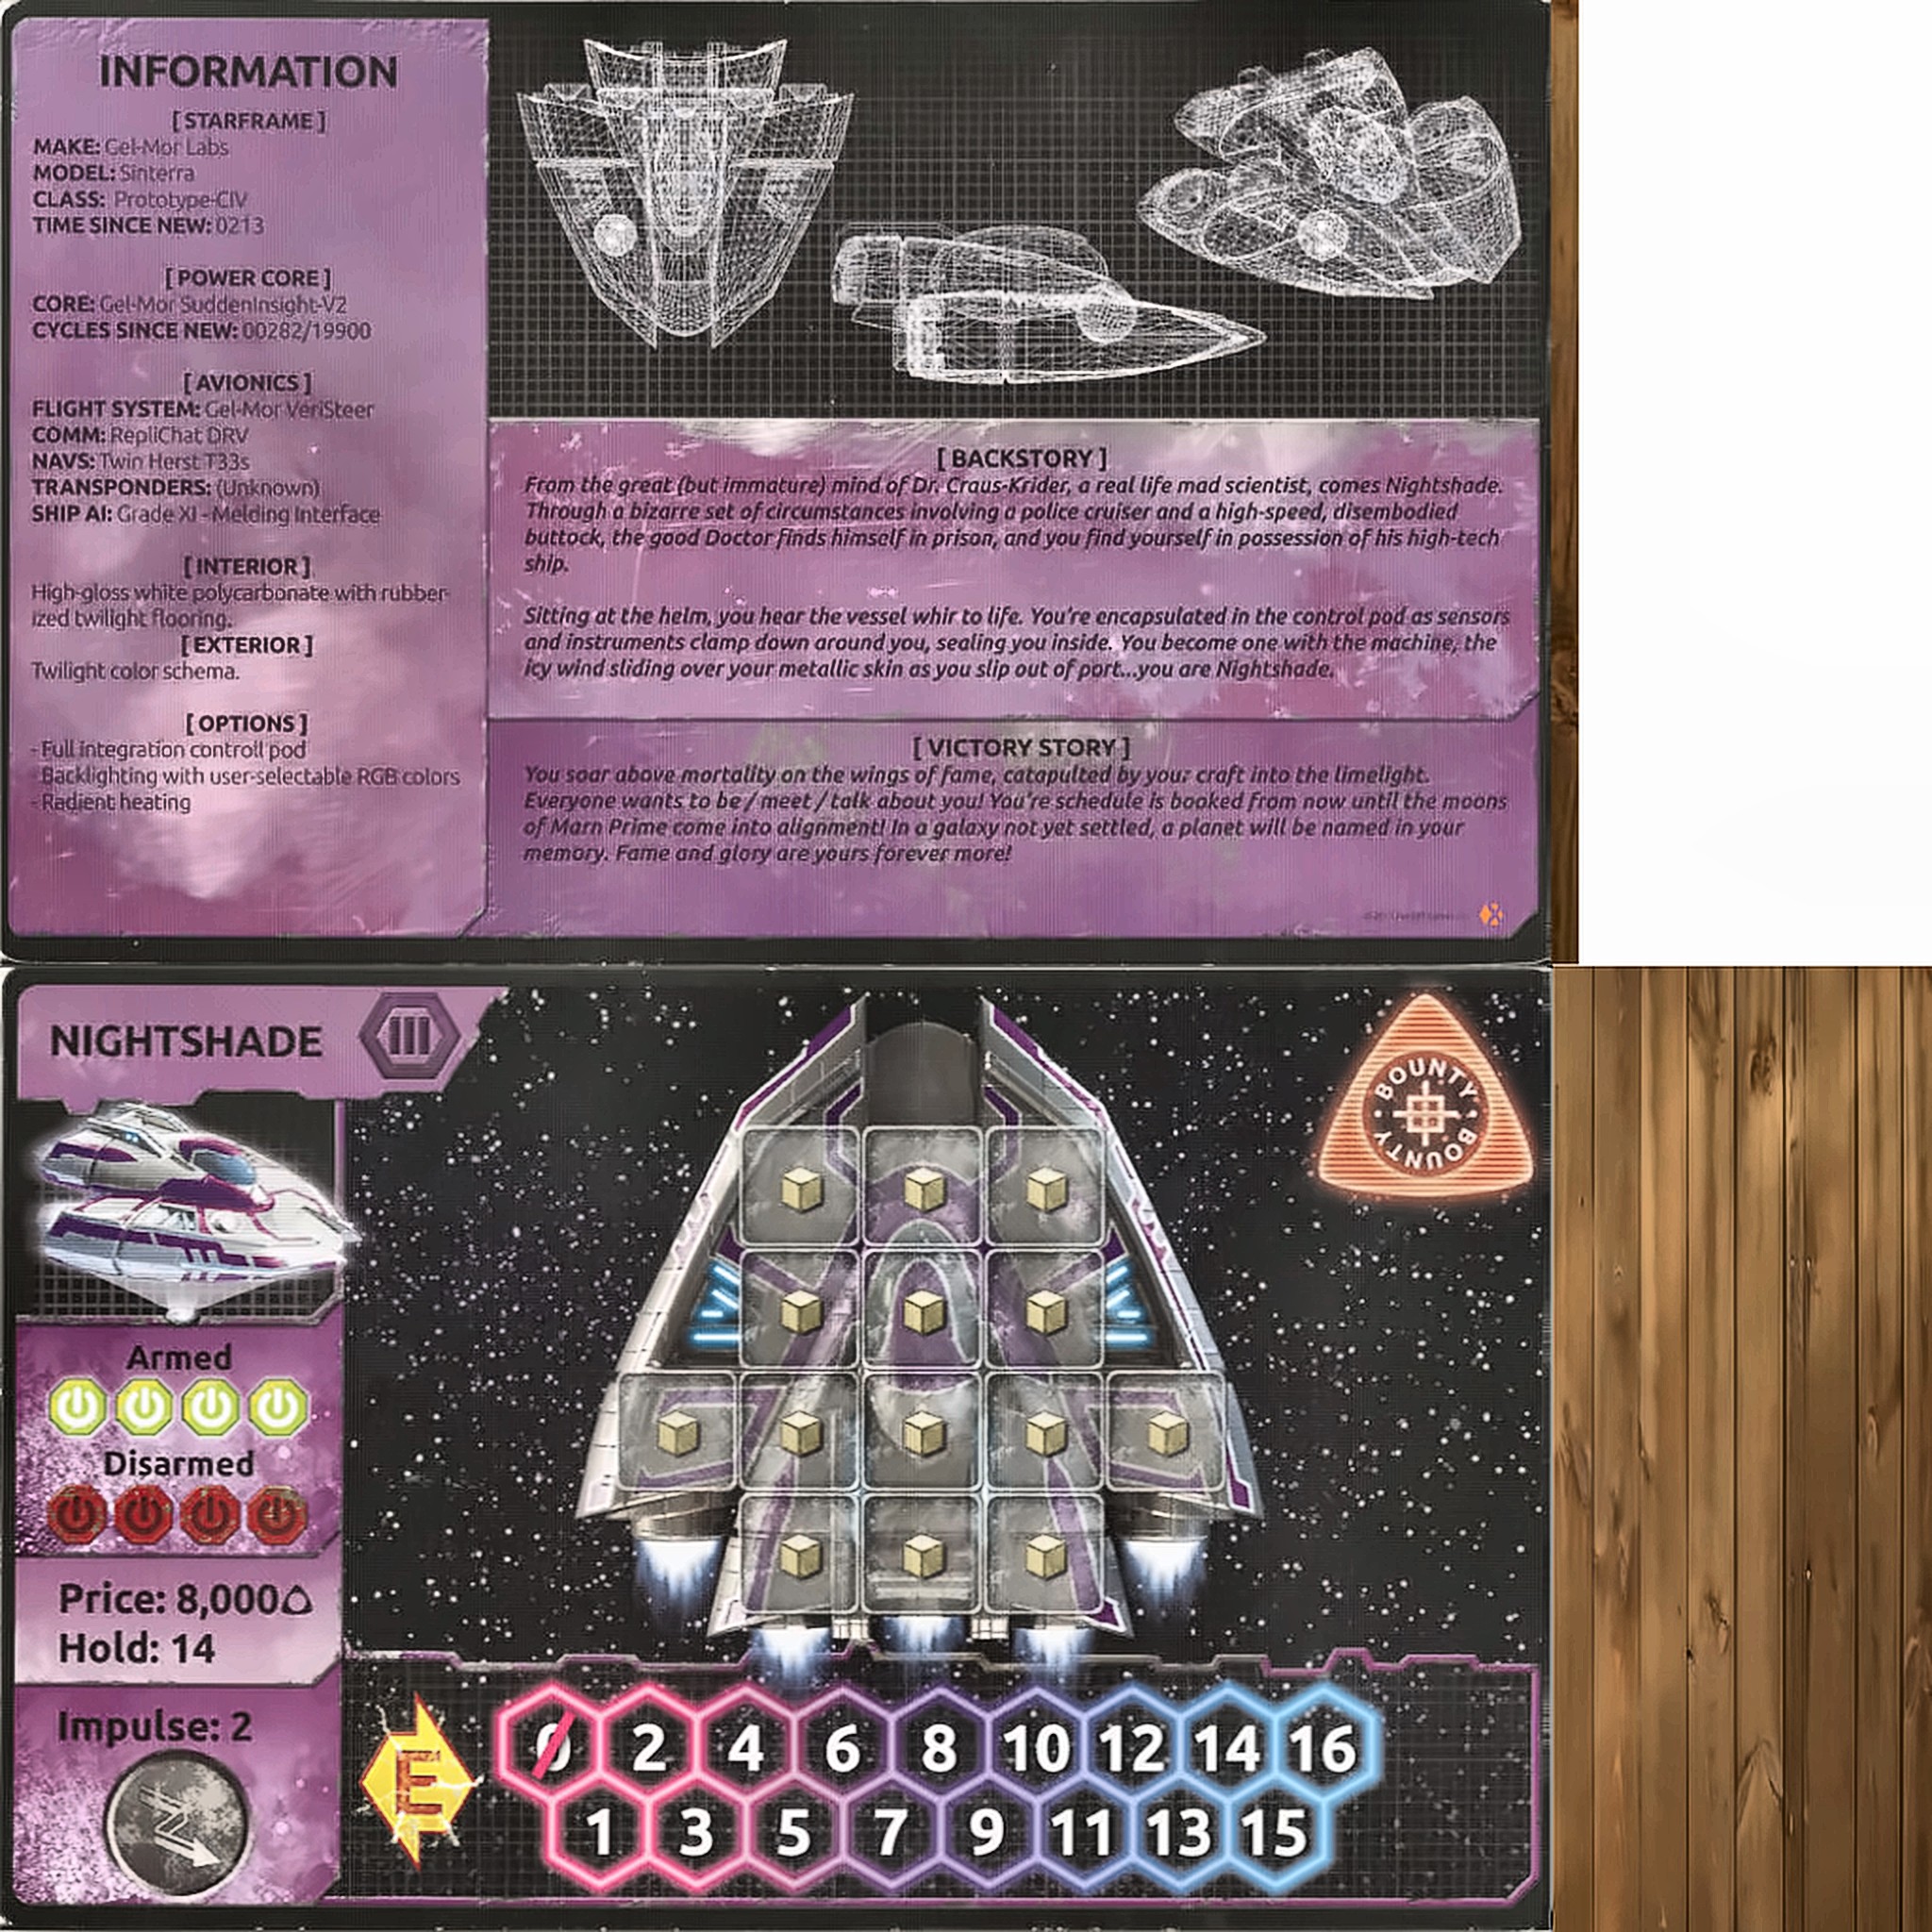 INFORMATION
[ STARFRAME ]
MAKE: Gel-Mor Labs
MODEL: Sinterra
CLASS: Prototype-CIV
TIME SINCE NEW: 0213
[ POWER CORE ]
CORE: Gel-Mor SuddenInsight-V2
CYCLES SINCE NEW: 00282/19900
[ AVIONICS ]
FLIGHT SYSTEM: Gel-Mor VeriSteer
COMM: RepliChat DRV
NAVS: Twin Herst T33s
TRANSPONDERS: (Unknown)
SHIP AI: Grade XI - Melding Interface
[ INTERIOR ]
High-gloss white polycarbonate with rubber-
ized twilight flooring.
[ EXTERIOR ]
Twilight color schema.
[ OPTIONS ]
- Full integration controll pod
- Backlighting with user-selectable RGB colors
- Radient heating
[ BACKSTORY ]
From the great (but immature) mind of Dr. Craus-Krider, a real life mad scientist, comes Nightshade.
Through a bizarre set of circumstances involving a police cruiser and a high-speed, disembodied
buttock, the good Doctor finds himself in prison, and you find yourself in possession of his high-tech
ship.
Sitting at the helm, you hear the vessel whir to life. You're encapsulated in the control pod as sensors
and instruments clamp down around you, sealing you inside. You become one with the machine, the
icy wind sliding over your metallic skin as you slip out of port...you are Nightshade.
[ VICTORY STORY ]
You soar above mortality on the wings of fame, catapulted by your craft into the limelight.
Everyone wants to be / meet / talk about you! You're schedule is booked from now until the moons
of Marn Prime come into alignment! In a galaxy not yet settled, a planet will be named in your
memory. Fame and glory are yours forever more!
NIGHTSHADE III
BOUNTY · BOUNTY ·
Armed
Disarmed
Price: 8,000
Hold: 14
Impulse: 2
E
0 2 4 6 8 10 12 14 16
1 3 5 7 9 11 13 15